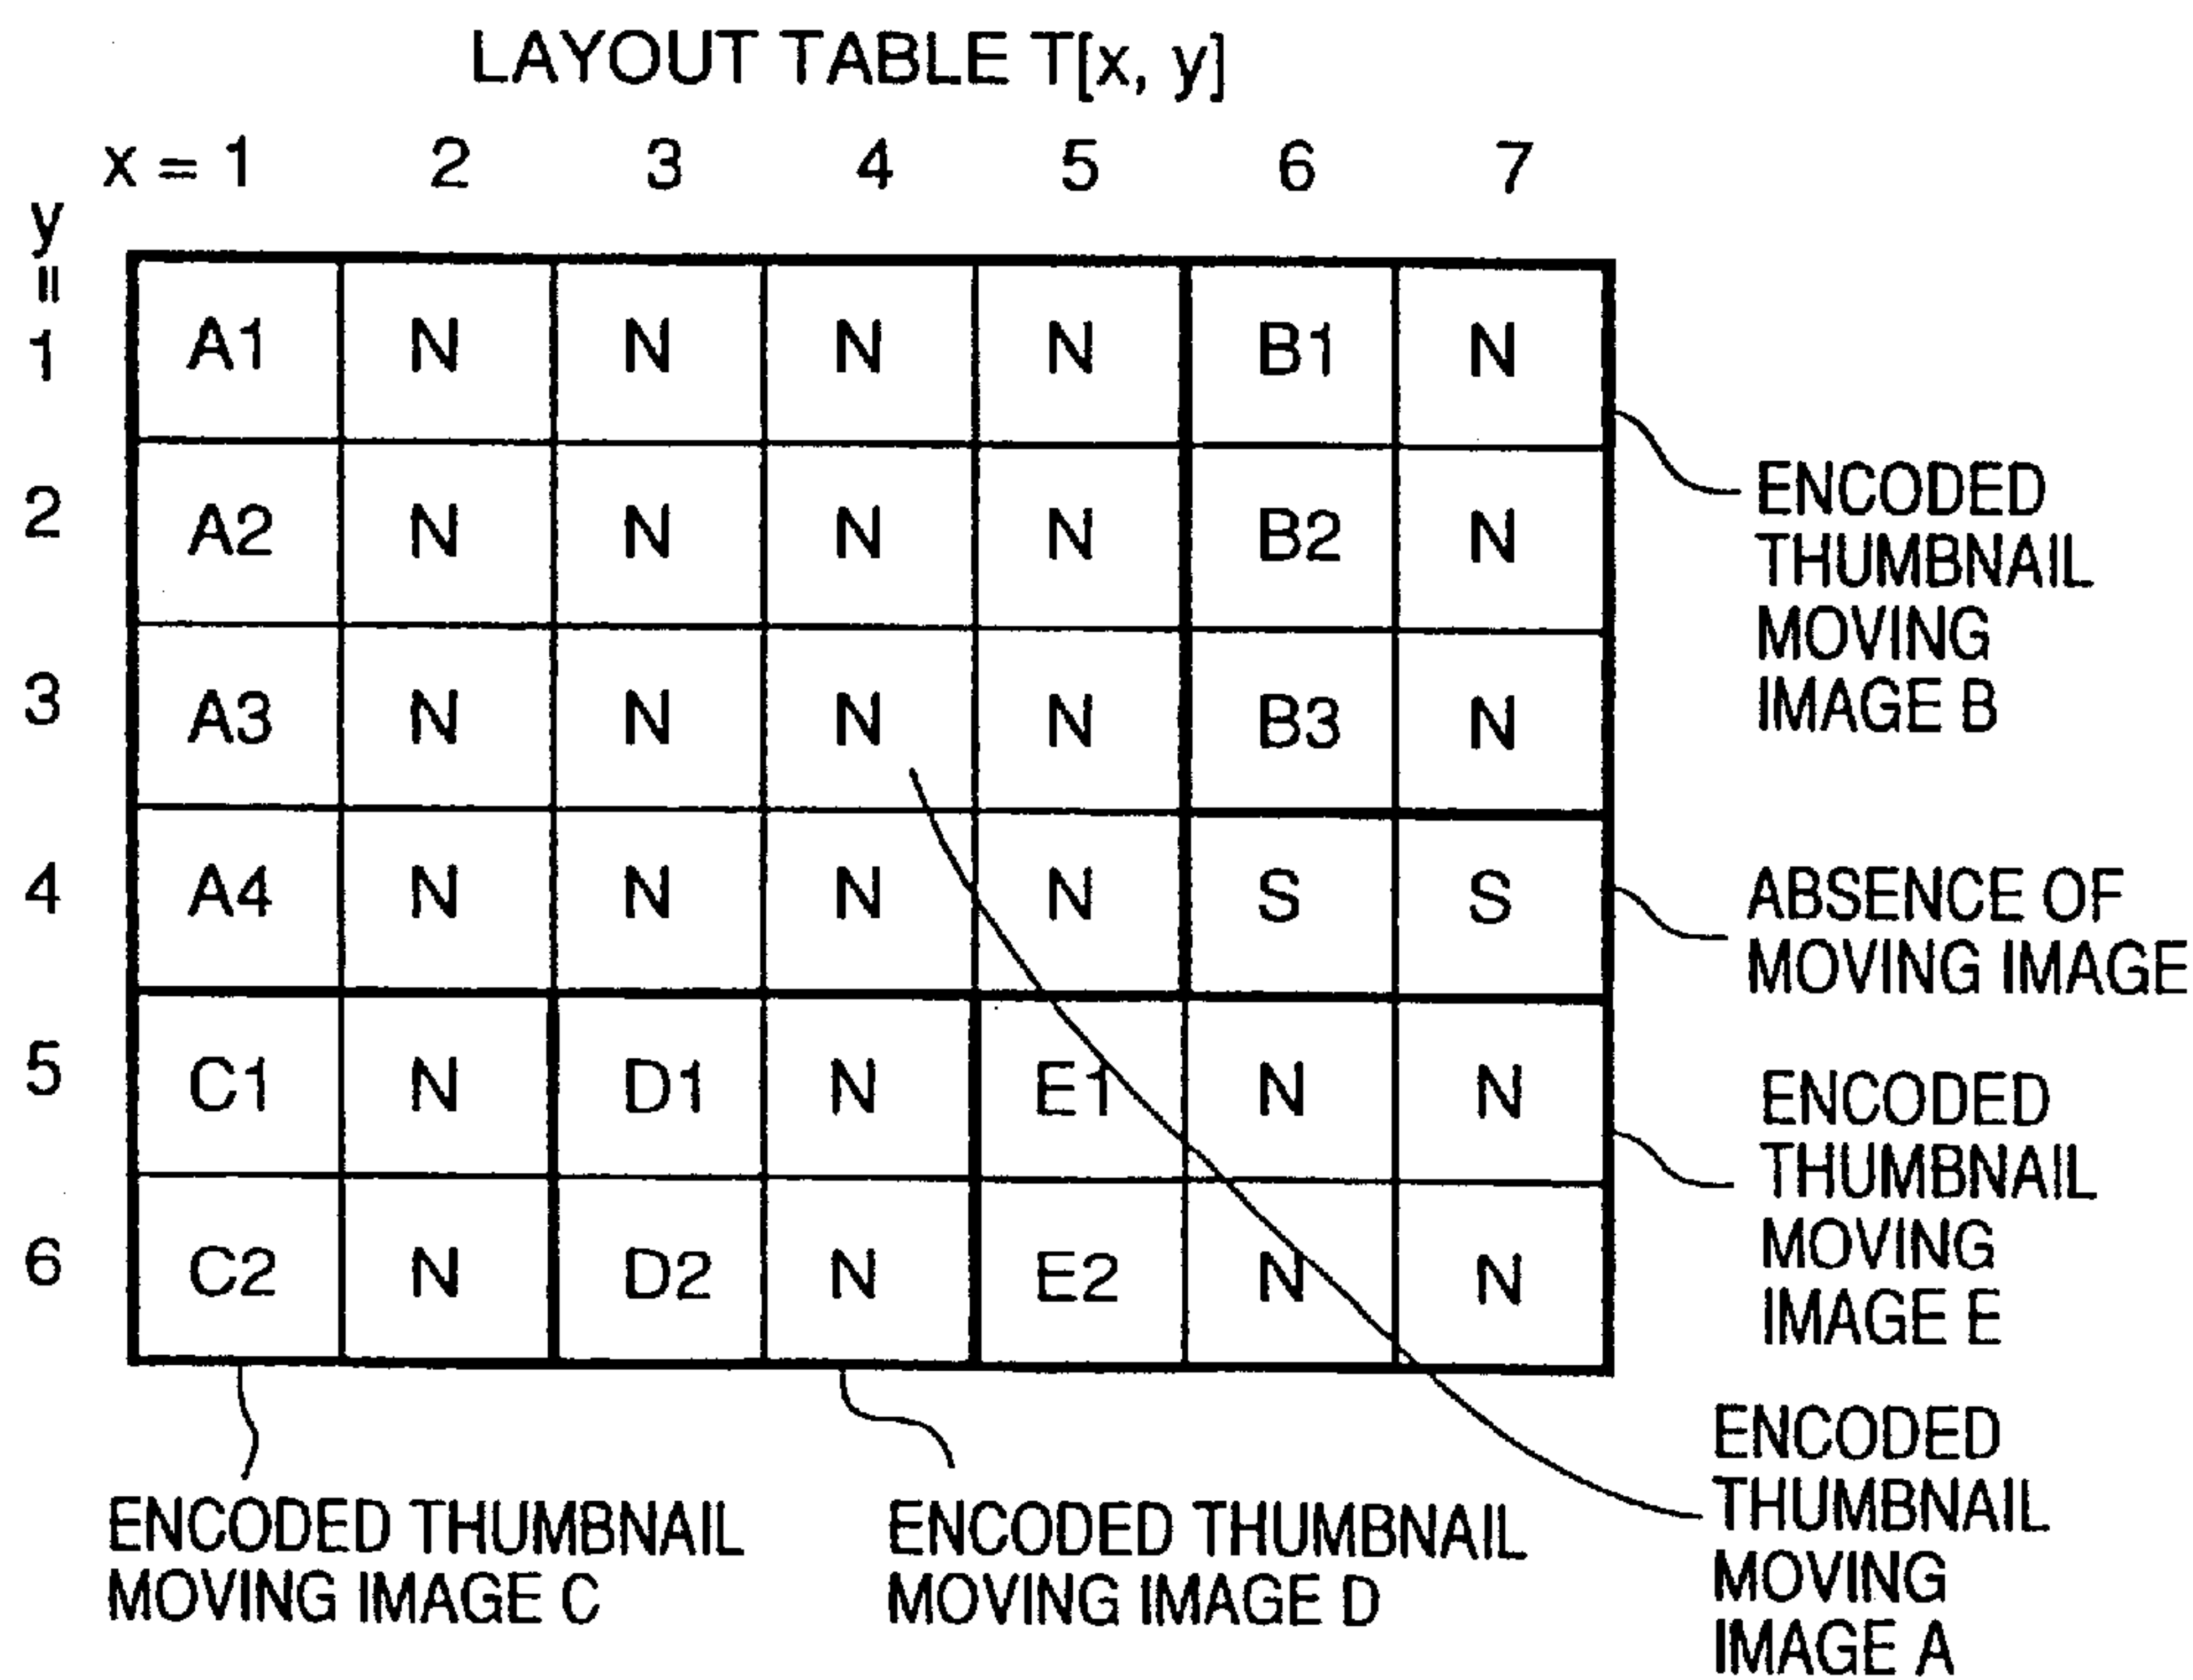 LAYOUT TABLE T[x, y]
x = 1 2 3 4 5 6 7
y
=
1 A1 N N N N B1 N
2 A2 N N N N B2 N
3 A3 N N N N B3 N
4 A4 N N N N S S
5 C1 N D1 N E1 N N
6 C2 N D2 N E2 N N
ENCODED
THUMBNAIL
MOVING
IMAGE B
ABSENCE OF
MOVING IMAGE
ENCODED
THUMBNAIL
MOVING
IMAGE E
ENCODED
THUMBNAIL
MOVING
IMAGE A
ENCODED THUMBNAIL
MOVING IMAGE C
ENCODED THUMBNAIL
MOVING IMAGE D